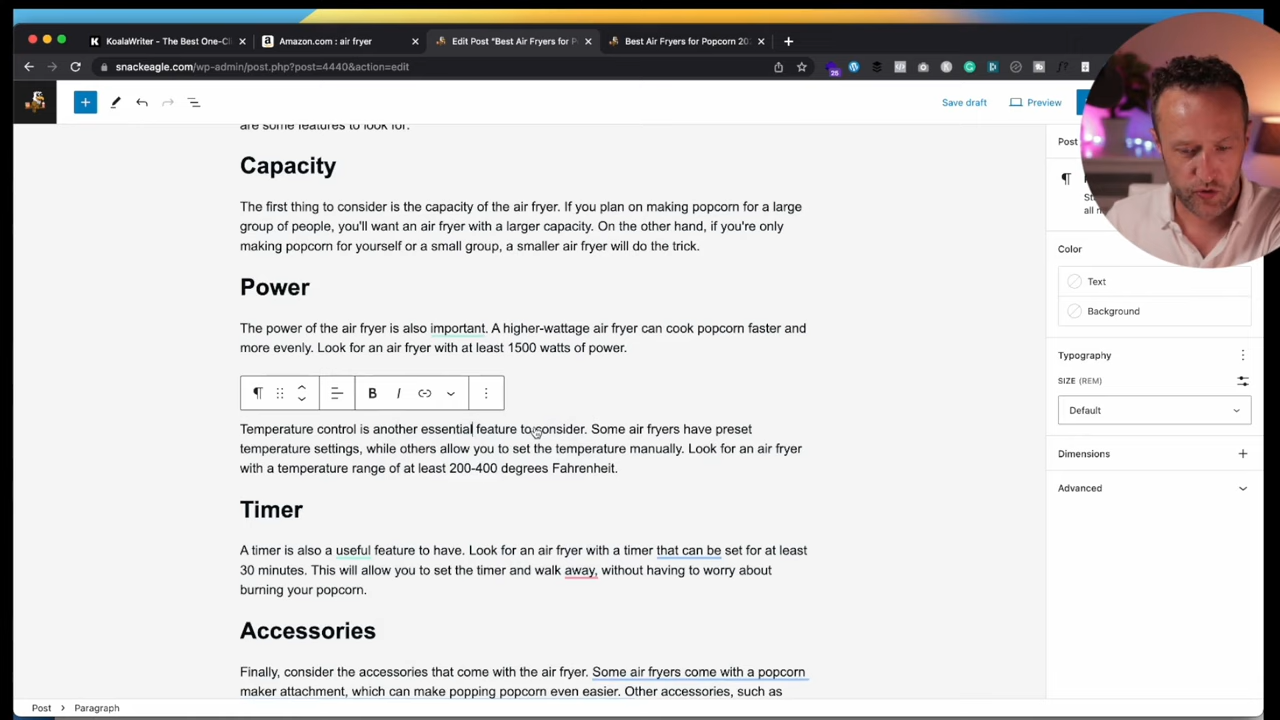 KoalaWriter - The Best One-Cli
Amazon.com : air fryer
Edit Post "Best Air Fryers for P
Best Air Fryers for Popcorn 202
snackeagle.com/wp-admin/post.php?post=4440&action=edit
Save draft
Preview
are some features to look for:
Post
Capacity
The first thing to consider is the capacity of the air fryer. If you plan on making popcorn for a large
group of people, you'll want an air fryer with a larger capacity. On the other hand, if you're only
making popcorn for yourself or a small group, a smaller air fryer will do the trick.
Power
The power of the air fryer is also important. A higher-wattage air fryer can cook popcorn faster and
more evenly. Look for an air fryer with at least 1500 watts of power.
B I
Temperature control is another essential feature to consider. Some air fryers have preset
temperature settings, while others allow you to set the temperature manually. Look for an air fryer
with a temperature range of at least 200-400 degrees Fahrenheit.
Timer
A timer is also a useful feature to have. Look for an air fryer with a timer that can be set for at least
30 minutes. This will allow you to set the timer and walk away, without having to worry about
burning your popcorn.
Accessories
Finally, consider the accessories that come with the air fryer. Some air fryers come with a popcorn
maker attachment, which can make popping popcorn even easier. Other accessories, such as
Color
Text
Background
Typography
SIZE (REM)
Default
Dimensions
Advanced
Post > Paragraph